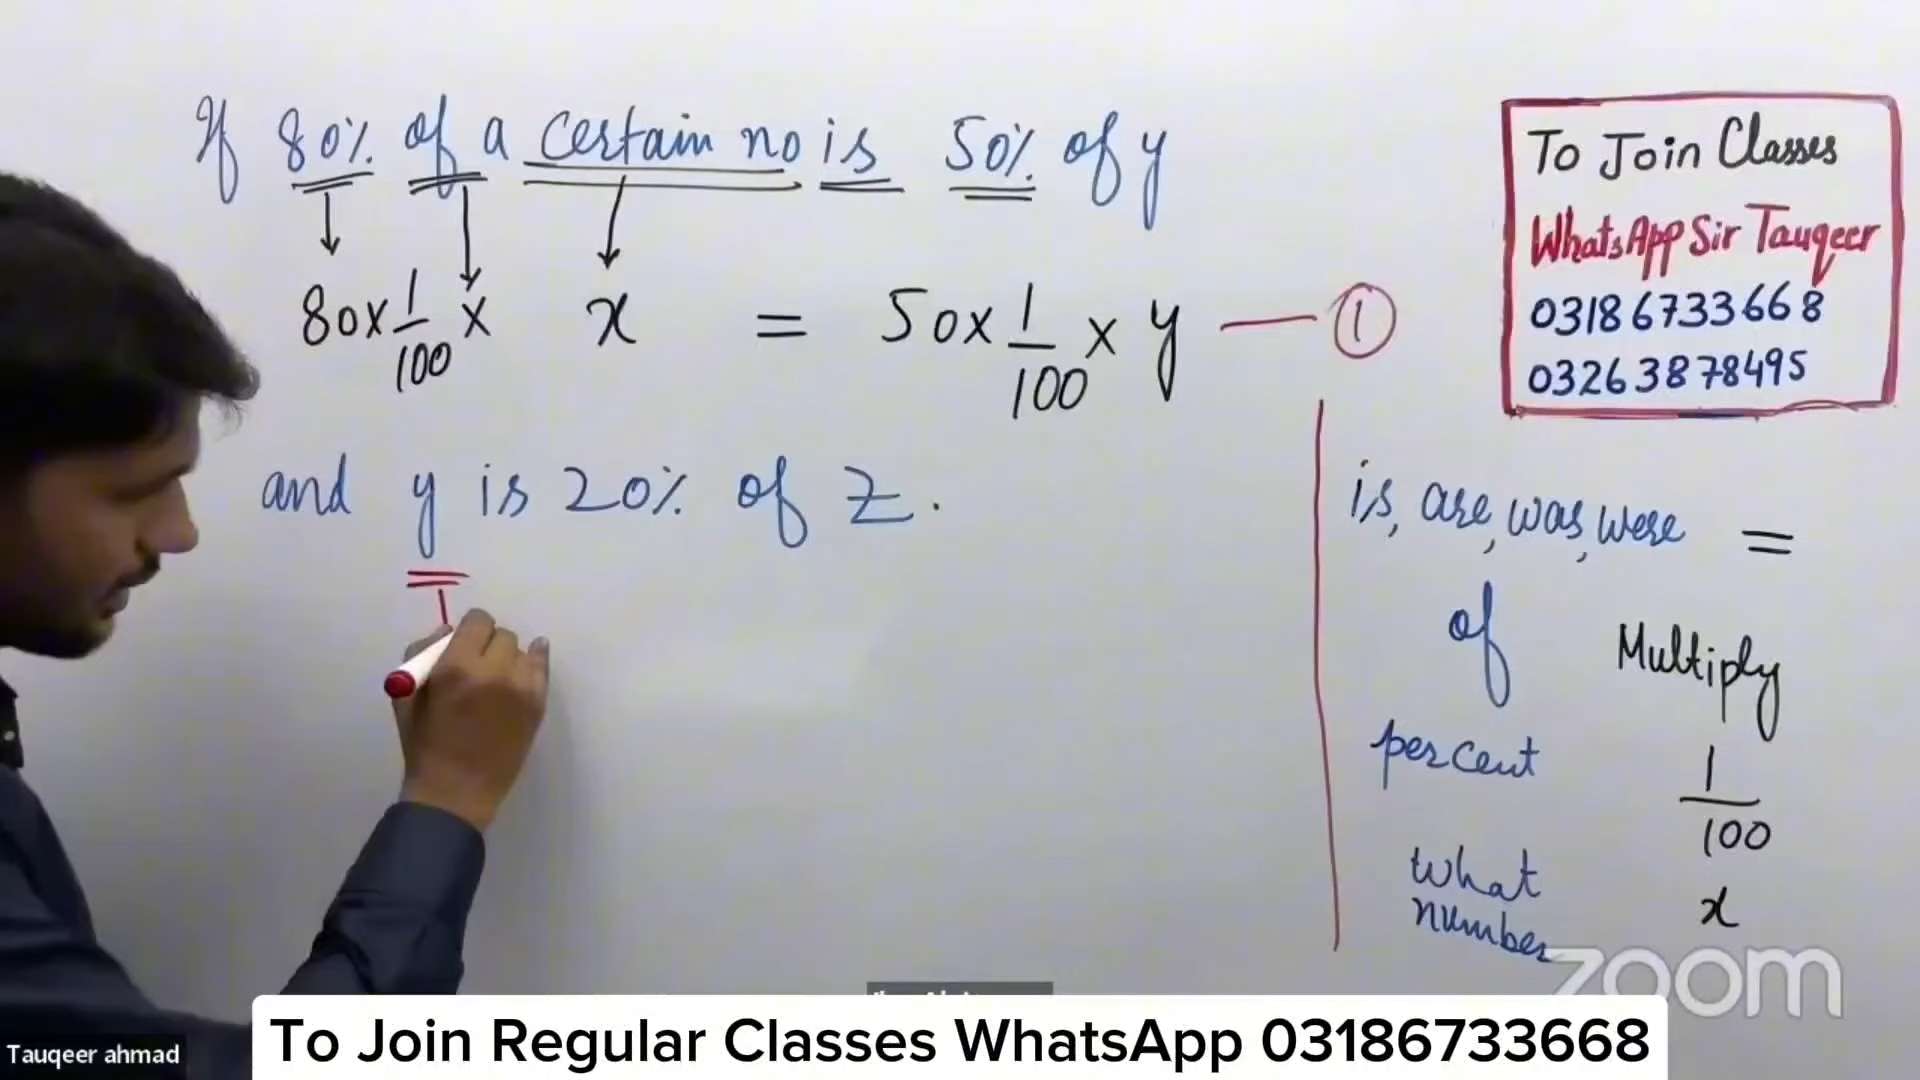 If 80% of a certain no is 50% of y
80 x 1/100 x x = 50 x 1/100 x y — 1
and y is 20% of z.
To Join Classes
WhatsApp Sir Tauqeer
03186733668
03263878495
is, are, was, were =
of Multiply
percent 1/100
what number x
zoom
Tauqeer ahmad
To Join Regular Classes WhatsApp 03186733668